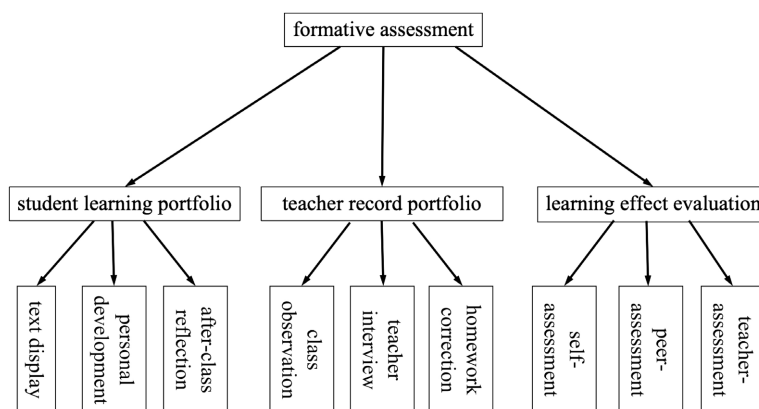 formative assessment
student learning portfolio
teacher record portfolio
learning effect evaluation
text display
personal
development
after-class
reflection
class
observation
teacher
interview
homework
correction
self-
assessment
peer-
assessment
teacher-
assessment